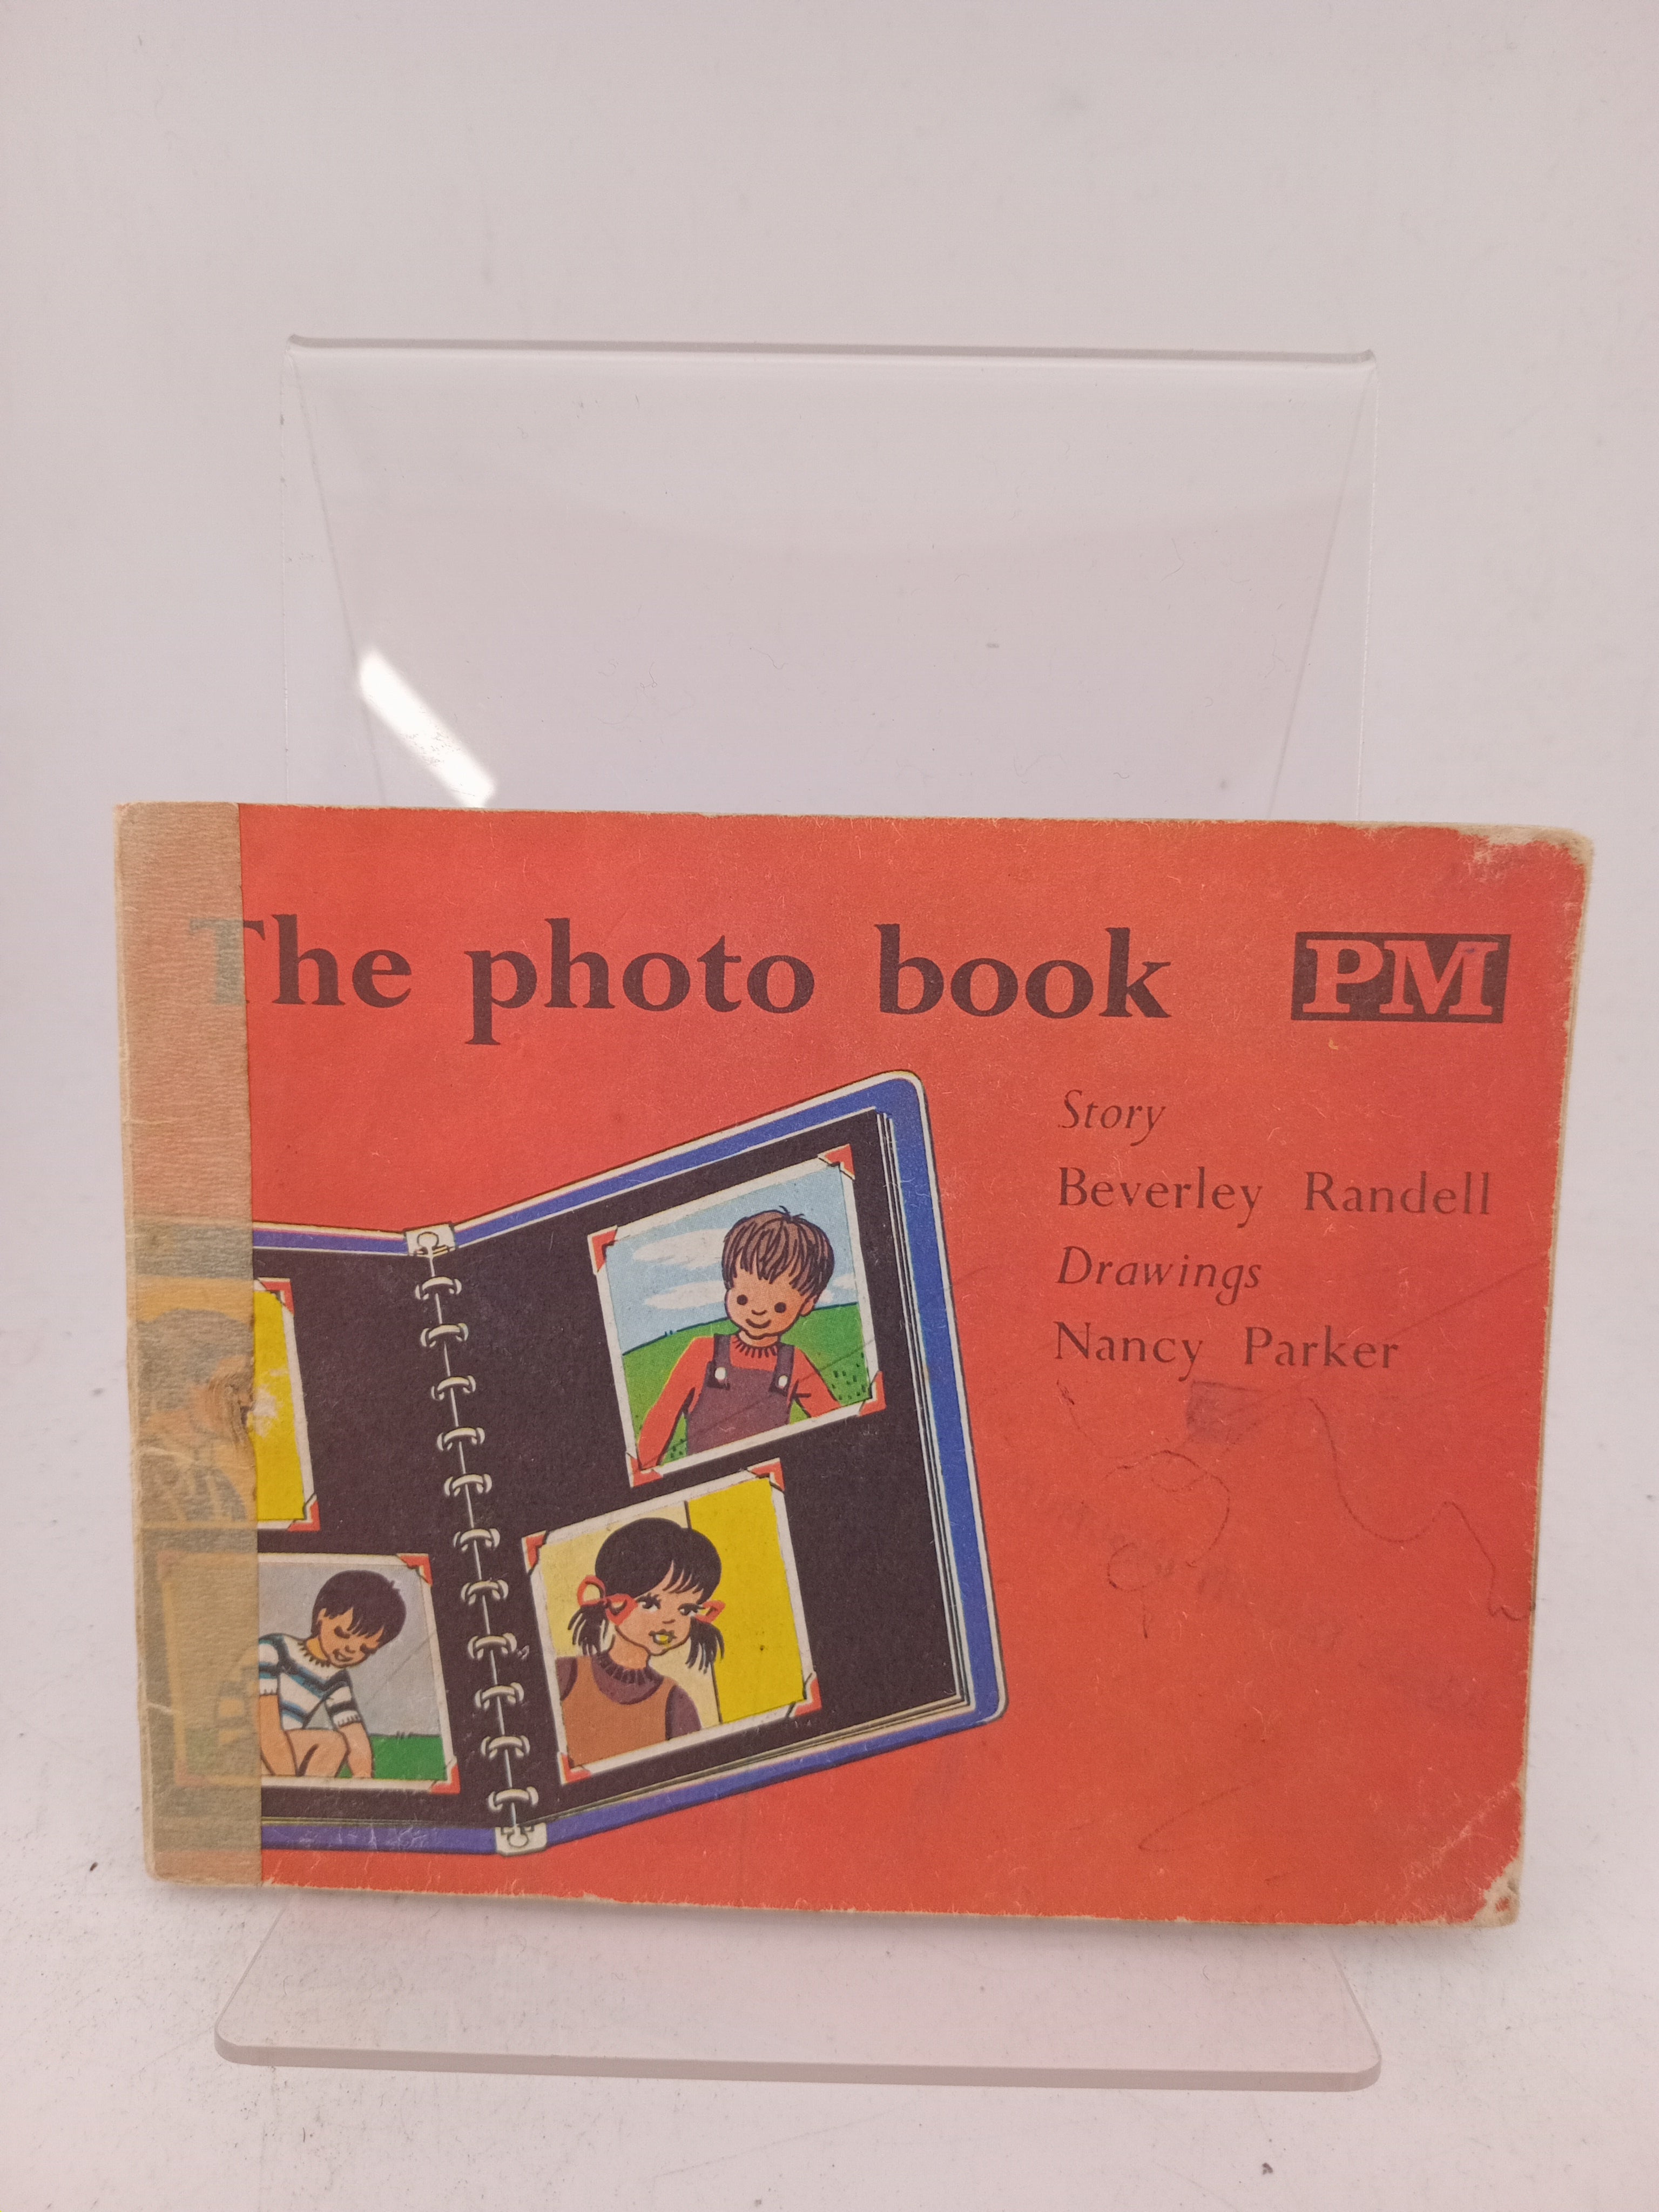 The photo book
PM
Story
Beverley Randell
Drawings
Nancy Parker